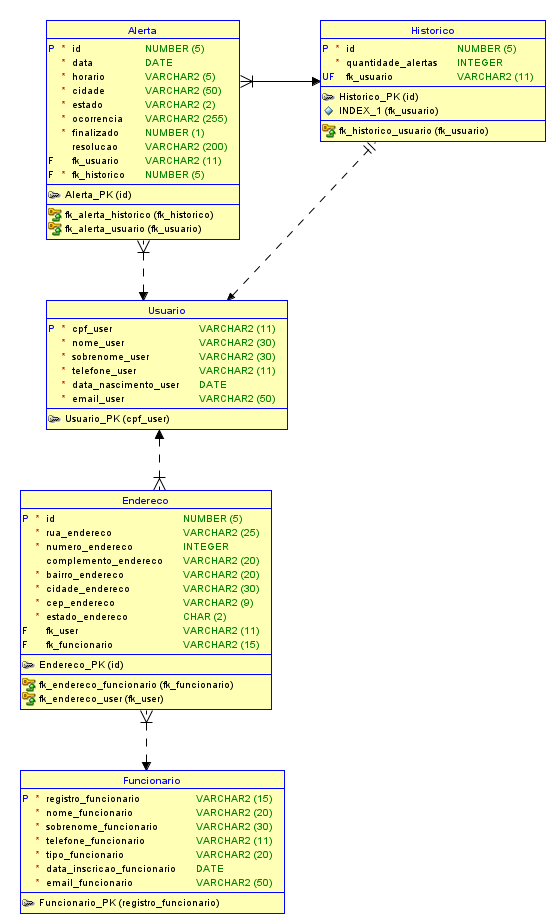 Alerta
P * id NUMBER (5)
* data DATE
* horario VARCHAR2 (5)
* cidade VARCHAR2 (50)
* estado VARCHAR2 (2)
* ocorrencia VARCHAR2 (255)
* finalizado NUMBER (1)
resolucao VARCHAR2 (200)
F fk_usuario VARCHAR2 (11)
F * fk_historico NUMBER (5)
Alerta_PK (id)
fk_alerta_historico (fk_historico)
fk_alerta_usuario (fk_usuario)
Historico
P * id NUMBER (5)
* quantidade_alertas INTEGER
UF fk_usuario VARCHAR2 (11)
Historico_PK (id)
INDEX_1 (fk_usuario)
fk_historico_usuario (fk_usuario)
Usuario
P * cpf_user VARCHAR2 (11)
* nome_user VARCHAR2 (30)
* sobrenome_user VARCHAR2 (30)
* telefone_user VARCHAR2 (11)
* data_nascimento_user DATE
* email_user VARCHAR2 (50)
Usuario_PK (cpf_user)
Endereco
P * id NUMBER (5)
* rua_endereco VARCHAR2 (25)
* numero_endereco INTEGER
complemento_endereco VARCHAR2 (20)
* bairro_endereco VARCHAR2 (20)
* cidade_endereco VARCHAR2 (30)
* cep_endereco VARCHAR2 (9)
* estado_endereco CHAR (2)
F fk_user VARCHAR2 (11)
F fk_funcionario VARCHAR2 (15)
Endereco_PK (id)
fk_endereco_funcionario (fk_funcionario)
fk_endereco_user (fk_user)
Funcionario
P * registro_funcionario VARCHAR2 (15)
* nome_funcionario VARCHAR2 (20)
* sobrenome_funcionario VARCHAR2 (30)
* telefone_funcionario VARCHAR2 (11)
* tipo_funcionario VARCHAR2 (20)
* data_inscricao_funcionario DATE
* email_funcionario VARCHAR2 (50)
Funcionario_PK (registro_funcionario)